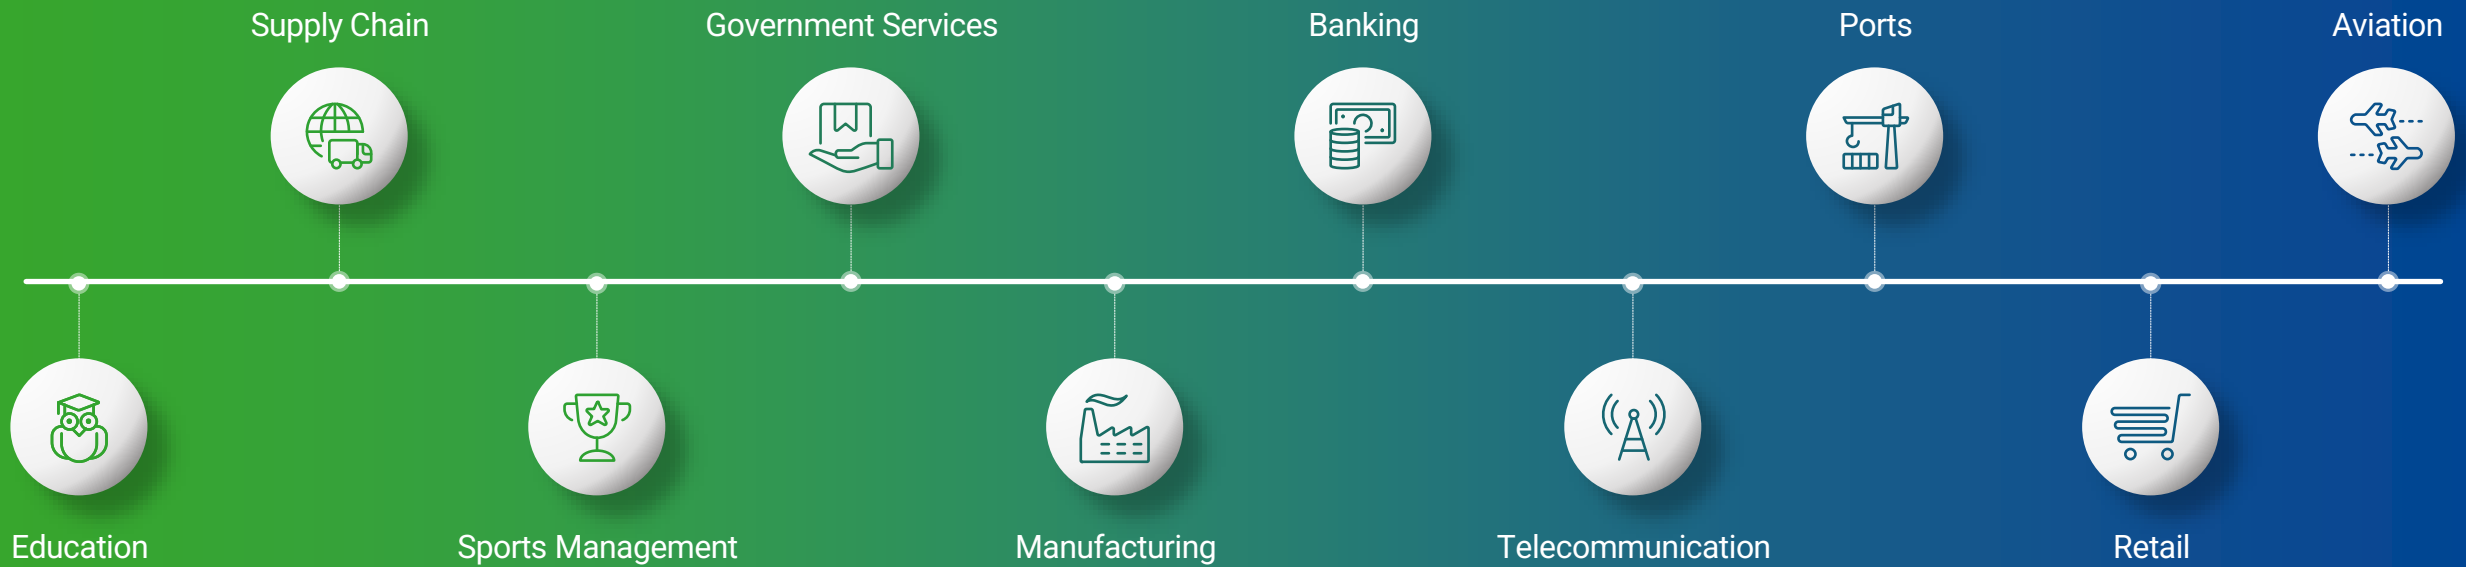 Supply Chain
Government Services
Banking
Ports
Aviation
Education
Sports Management
Manufacturing
Telecommunication
Retail